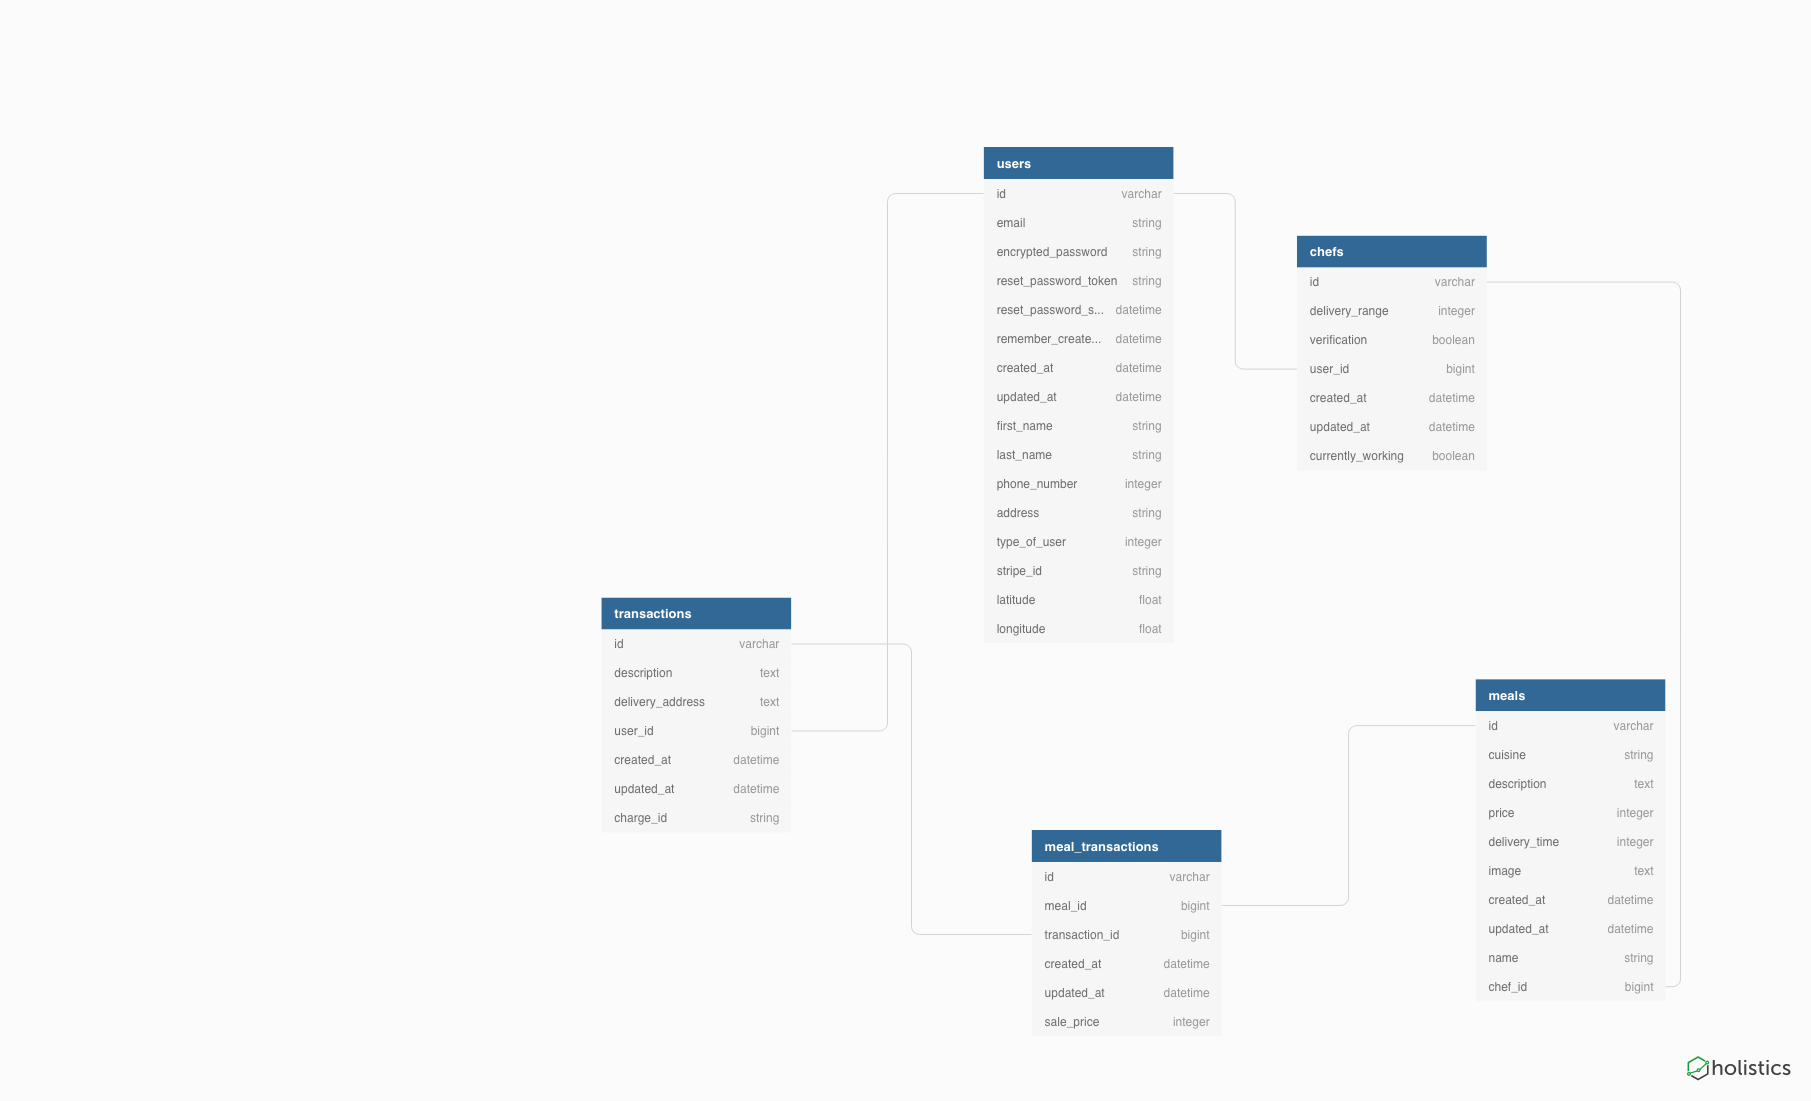 users
id varchar
email string
encrypted_password string
reset_password_token string
reset_password_s... datetime
remember_create... datetime
created_at datetime
updated_at datetime
first_name string
last_name string
phone_number integer
address string
type_of_user integer
stripe_id string
latitude float
longitude float
chefs
id varchar
delivery_range integer
verification boolean
user_id bigint
created_at datetime
updated_at datetime
currently_working boolean
transactions
id varchar
description text
delivery_address text
user_id bigint
created_at datetime
updated_at datetime
charge_id string
meals
id varchar
cuisine string
description text
price integer
delivery_time integer
image text
created_at datetime
updated_at datetime
name string
chef_id bigint
meal_transactions
id varchar
meal_id bigint
transaction_id bigint
created_at datetime
updated_at datetime
sale_price integer
holistics